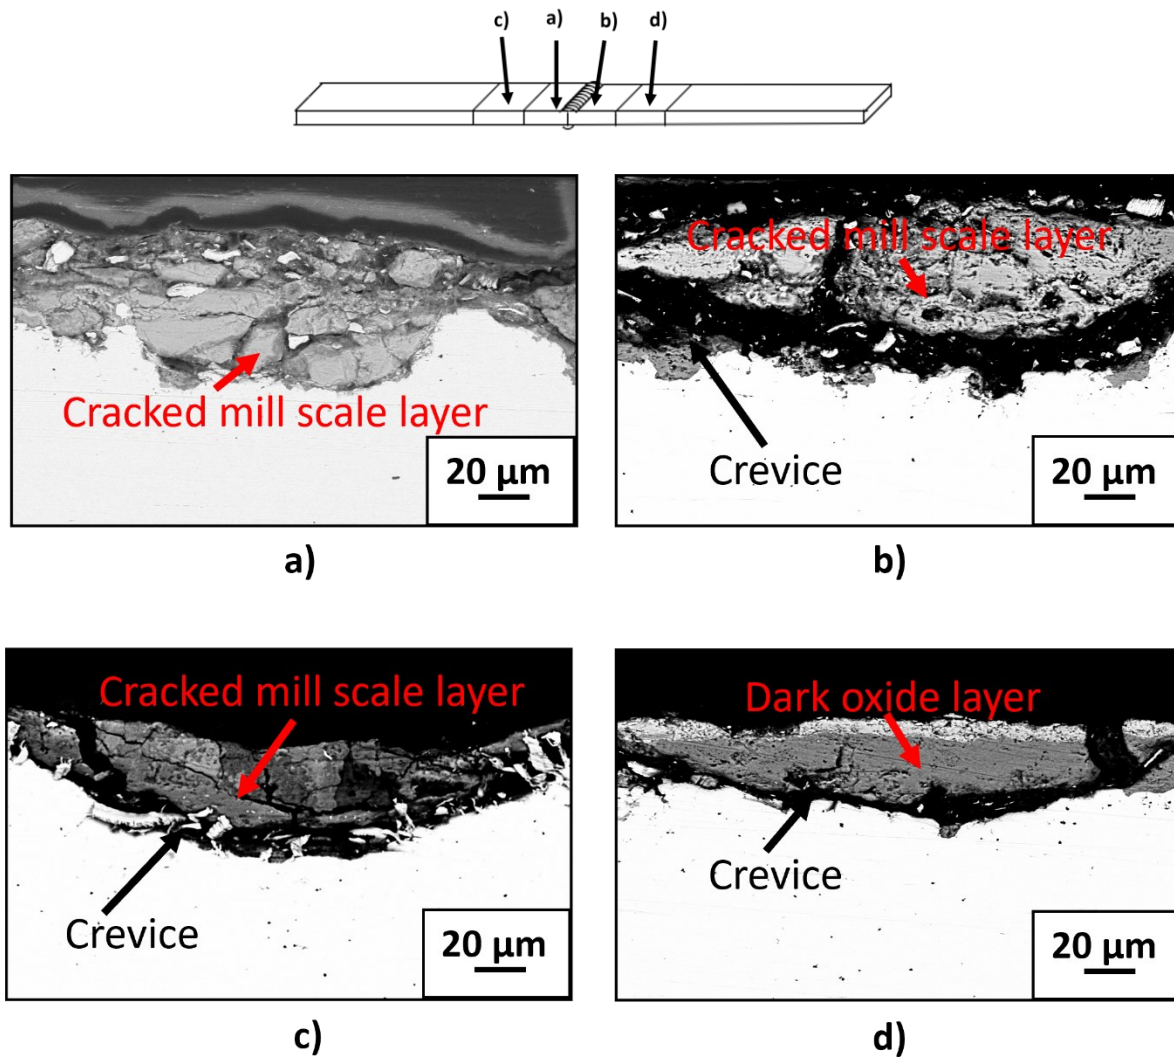 c)
a)
b)
d)
Cracked mill scale layer
20 µm
a)
Cracked mill scale layer
Crevice
20 µm
b)
Cracked mill scale layer
Crevice
20 µm
c)
Dark oxide layer
Crevice
20 µm
d)